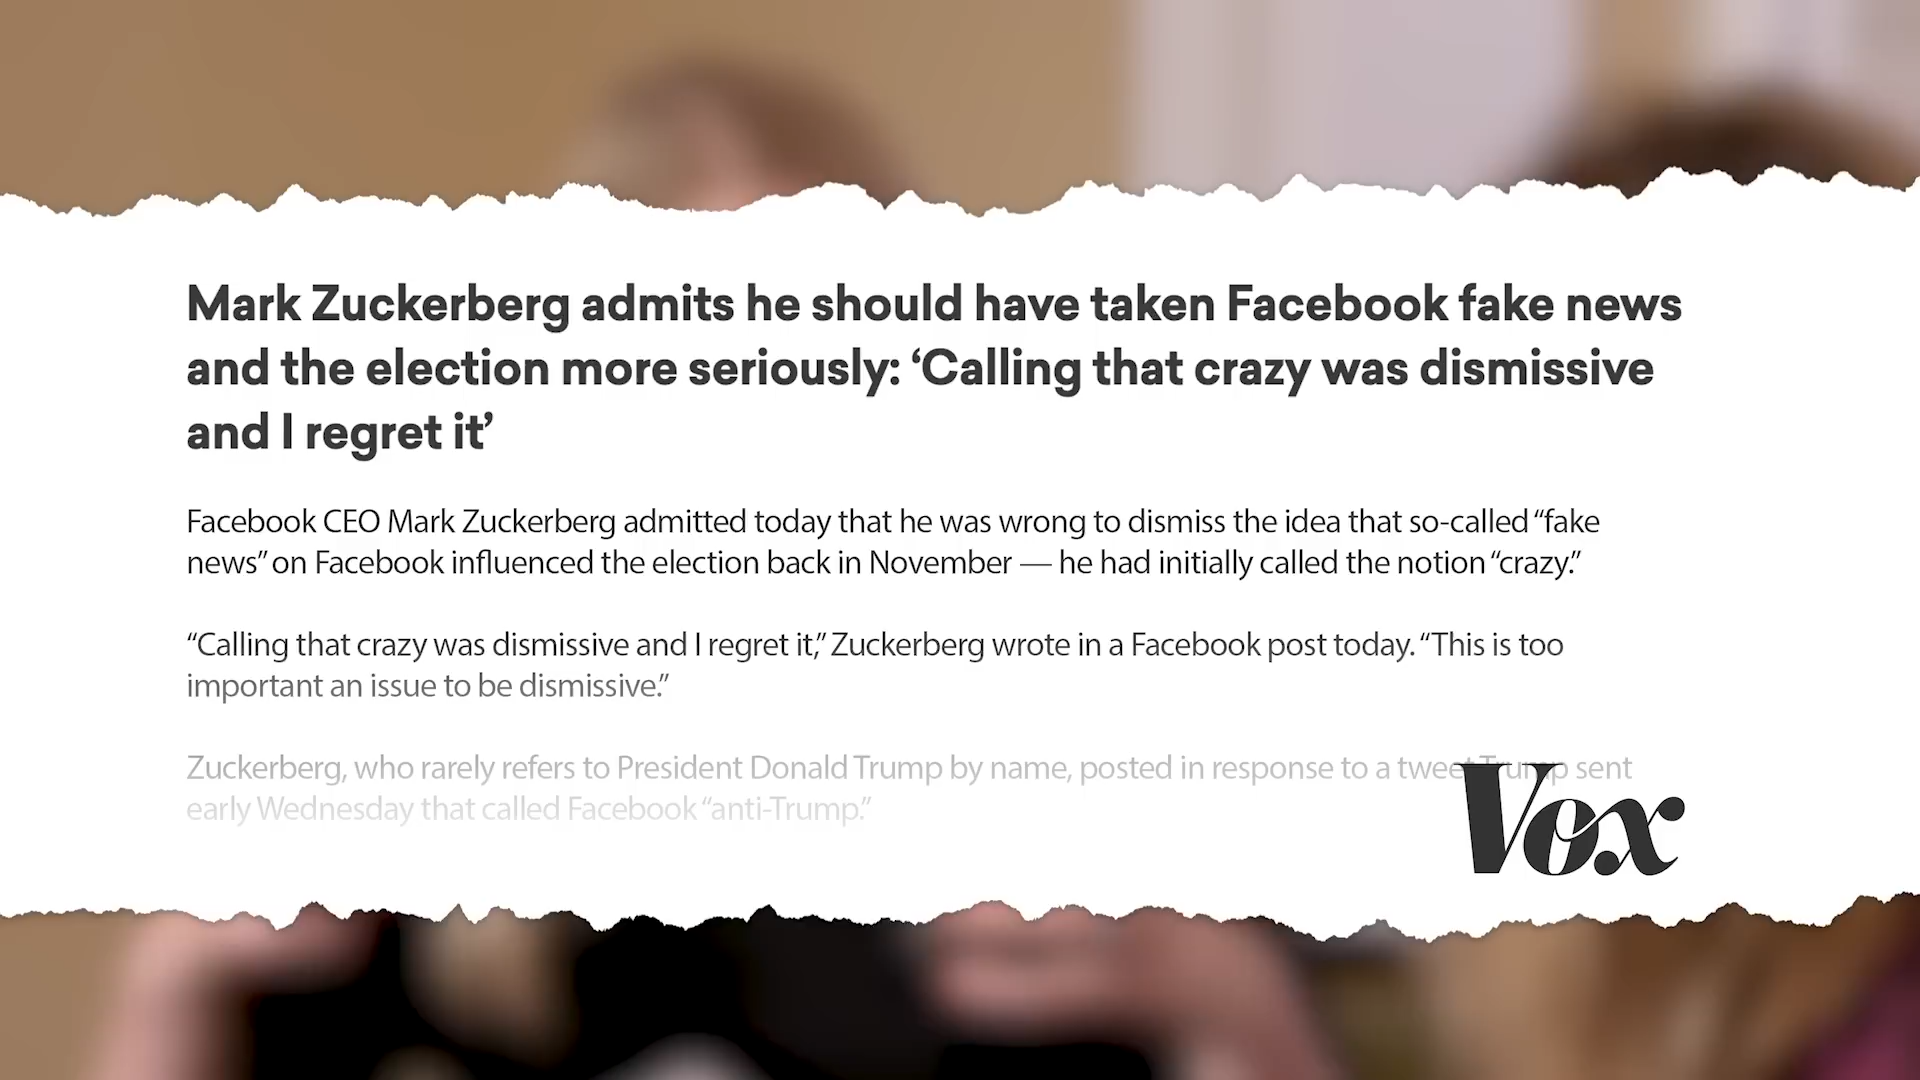 Mark Zuckerberg admits he should have taken Facebook fake news
and the election more seriously: ‘Calling that crazy was dismissive
and I regret it’
Facebook CEO Mark Zuckerberg admitted today that he was wrong to dismiss the idea that so-called “fake
news” on Facebook influenced the election back in November — he had initially called the notion “crazy.”
“Calling that crazy was dismissive and I regret it,” Zuckerberg wrote in a Facebook post today. “This is too
important an issue to be dismissive.”
Zuckerberg, who rarely refers to President Donald Trump by name, posted in response to a tweet Trump sent
early Wednesday that called Facebook “anti-Trump.”
Vox